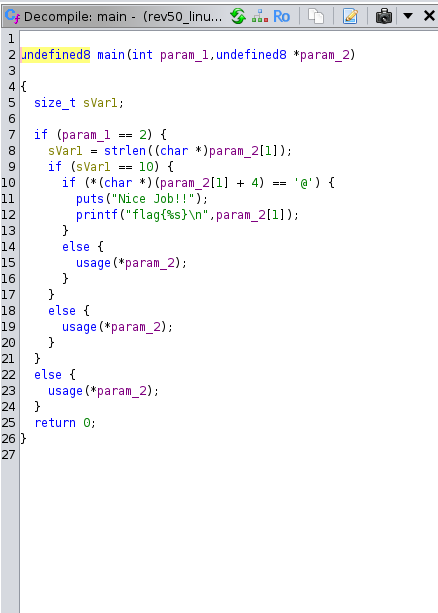 Decompile: main - (rev50_linu...
Ro
1
2 undefined8 main(int param_1,undefined8 *param_2)
3
4 {
5   size_t sVar1;
6
7   if (param_1 == 2) {
8     sVar1 = strlen((char *)param_2[1]);
9     if (sVar1 == 10) {
10       if (*(char *)(param_2[1] + 4) == '@') {
11         puts("Nice Job!!");
12         printf("flag{%s}\n",param_2[1]);
13       }
14       else {
15         usage(*param_2);
16       }
17     }
18     else {
19       usage(*param_2);
20     }
21   }
22   else {
23     usage(*param_2);
24   }
25   return 0;
26 }
27